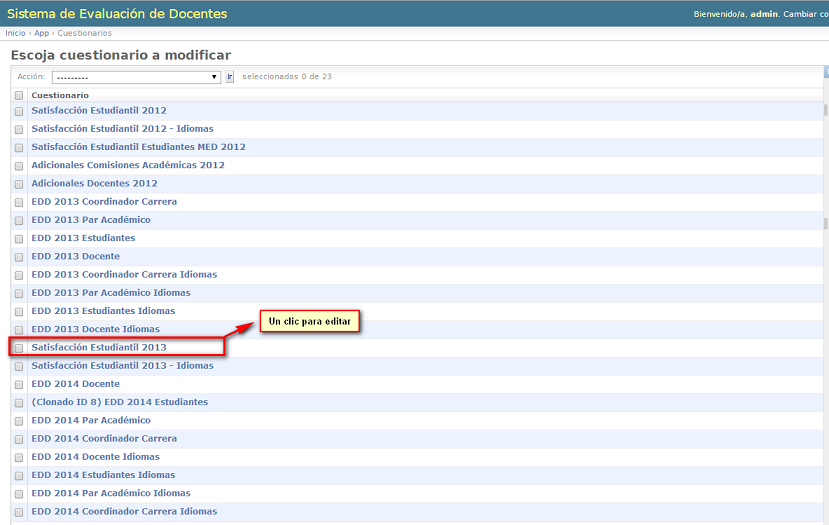 Sistema de Evaluación de Docentes
Bienvenido/a, admin. Cambiar co
Inicio › App › Cuestionarios
Escoja cuestionario a modificar
Acción: --------- Ir seleccionados 0 de 23
Cuestionario
Satisfacción Estudiantil 2012
Satisfacción Estudiantil 2012 - Idiomas
Satisfacción Estudiantil Estudiantes MED 2012
Adicionales Comisiones Académicas 2012
Adicionales Docentes 2012
EDD 2013 Coordinador Carrera
EDD 2013 Par Académico
EDD 2013 Estudiantes
EDD 2013 Docente
EDD 2013 Coordinador Carrera Idiomas
EDD 2013 Par Académico Idiomas
EDD 2013 Estudiantes Idiomas
Un clic para editar
EDD 2013 Docente Idiomas
Satisfacción Estudiantil 2013
Satisfacción Estudiantil 2013 - Idiomas
EDD 2014 Docente
(Clonado ID 8) EDD 2014 Estudiantes
EDD 2014 Par Académico
EDD 2014 Coordinador Carrera
EDD 2014 Docente Idiomas
EDD 2014 Estudiantes Idiomas
EDD 2014 Par Académico Idiomas
EDD 2014 Coordinador Carrera Idiomas